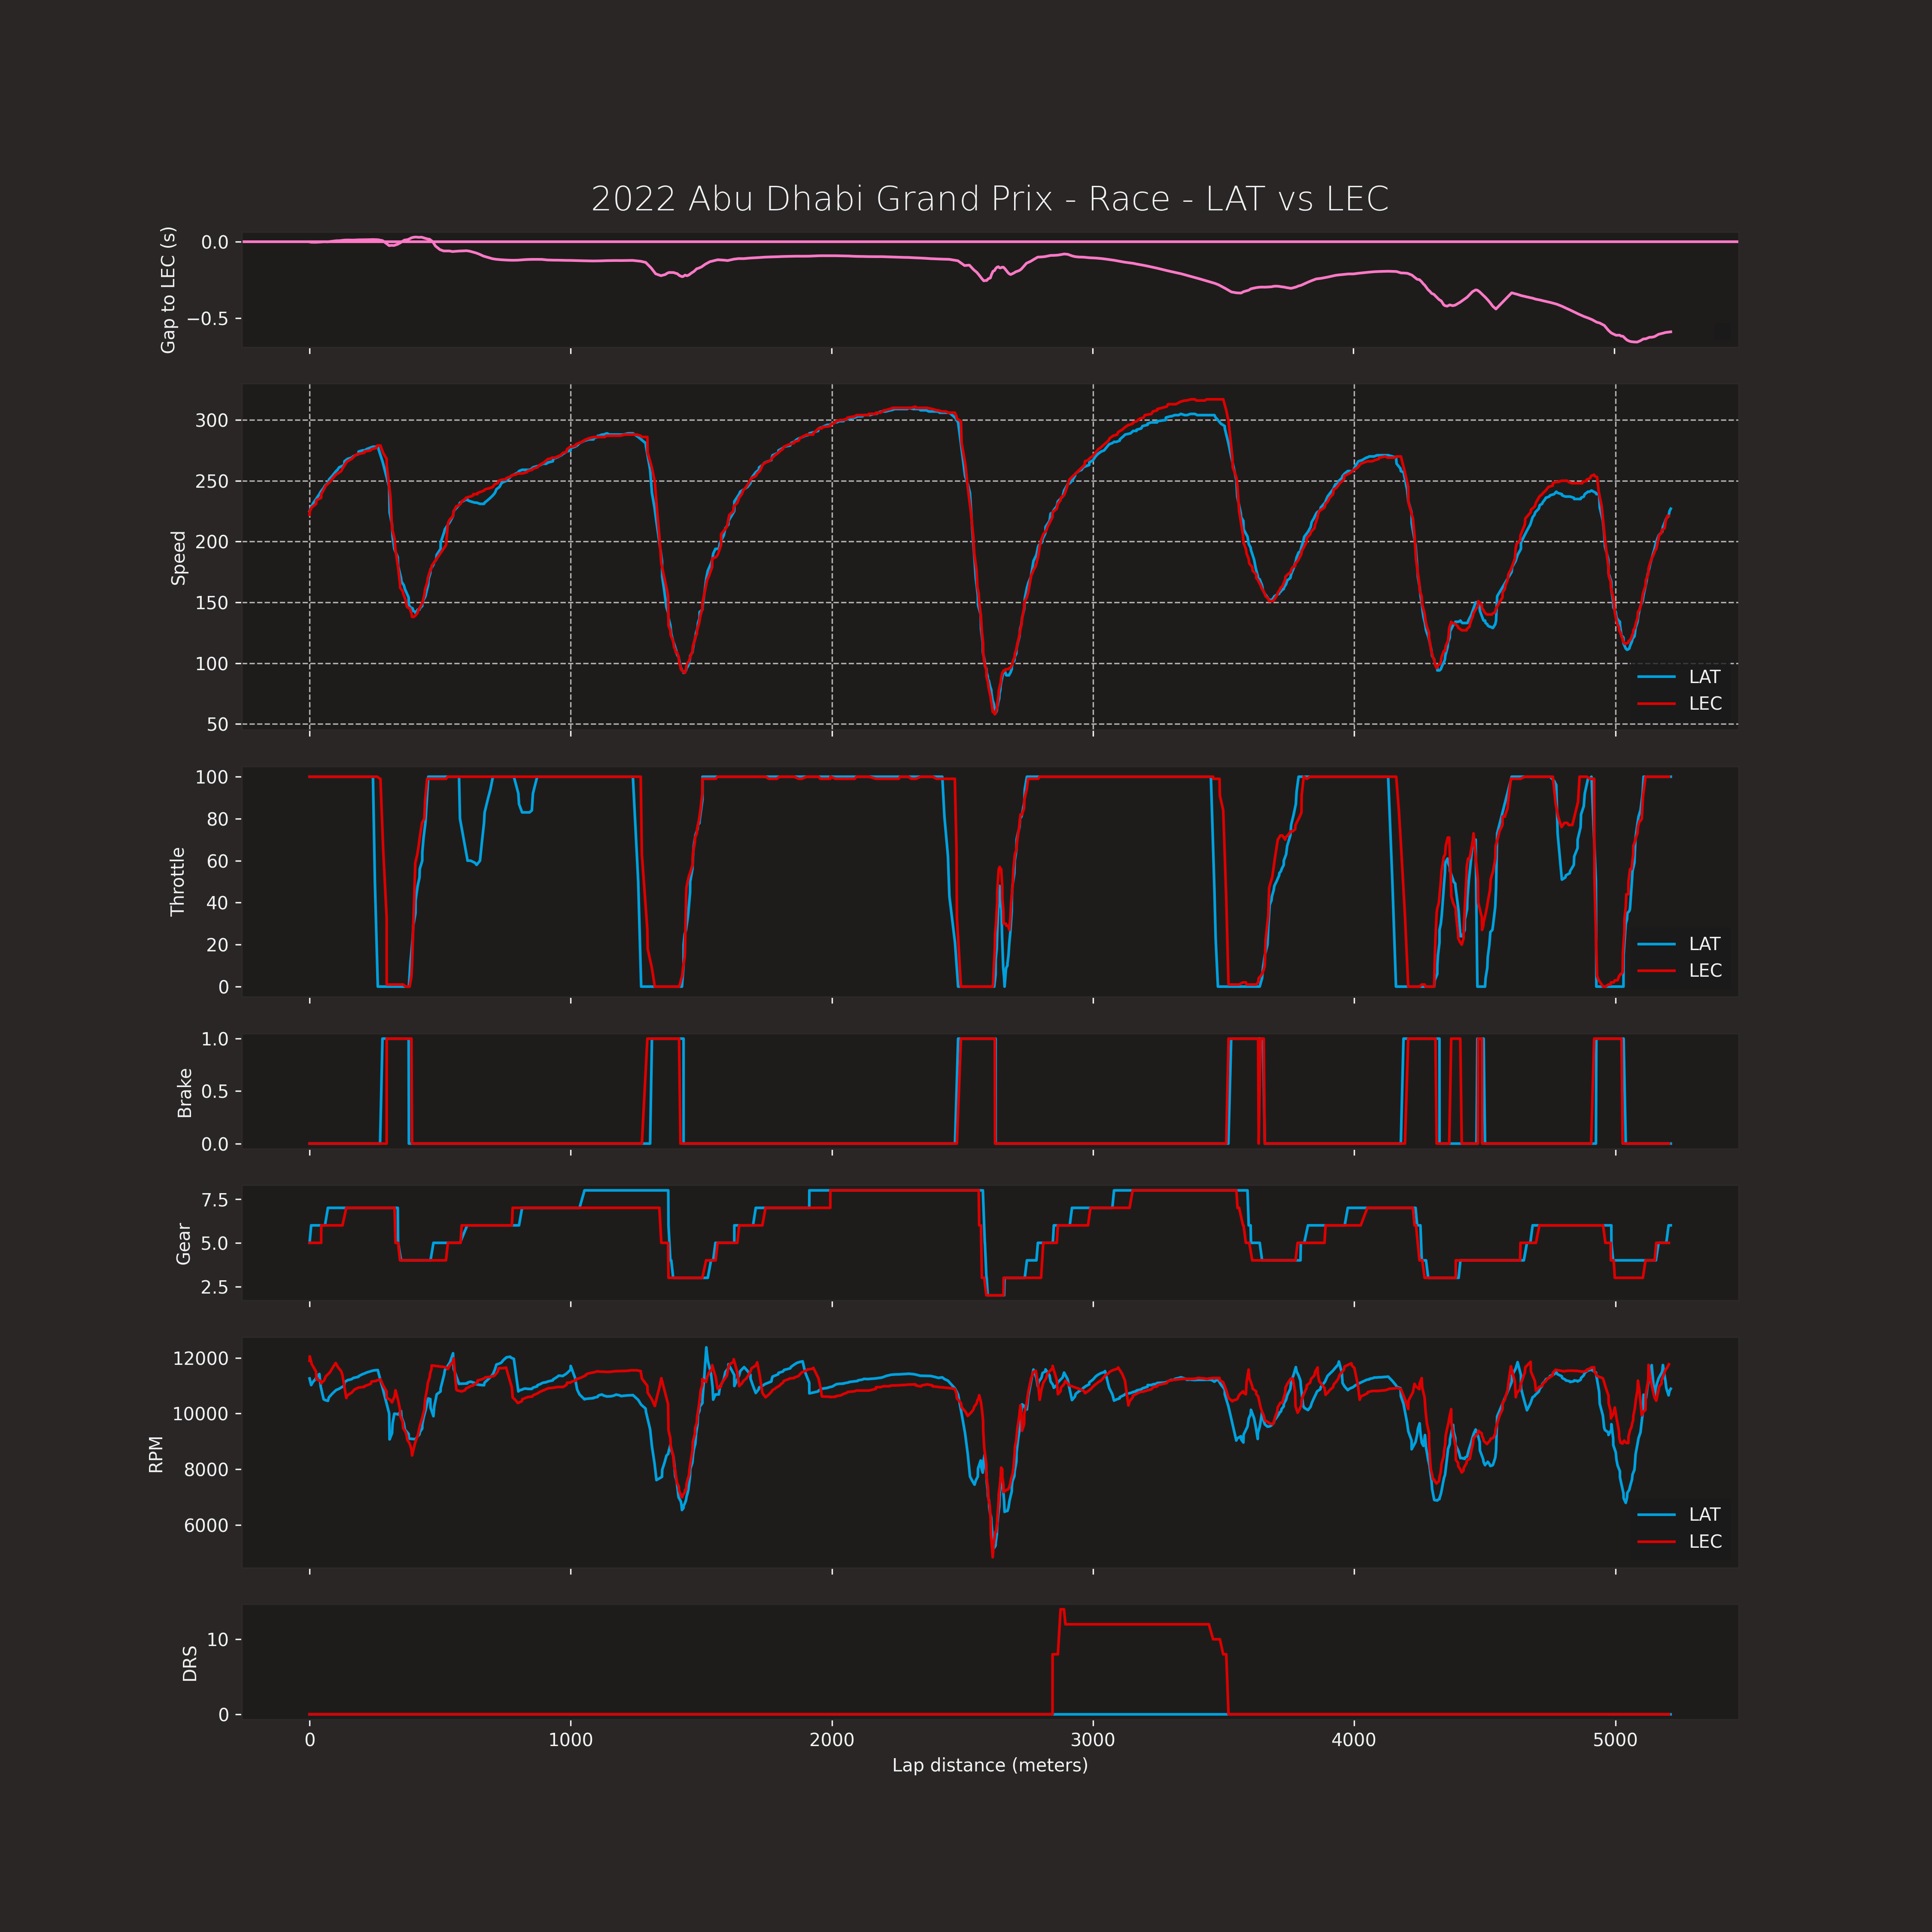 2022 Abu Dhabi Grand Prix - Race - LAT vs LEC
Gap to LEC (s)
0.0
−0.5
Speed
300
250
200
150
100
50
LAT
LEC
Throttle
100
80
60
40
20
0
LAT
LEC
Brake
1.0
0.5
0.0
Gear
7.5
5.0
2.5
RPM
12000
10000
8000
6000
LAT
LEC
DRS
10
0
0 1000 2000 3000 4000 5000
Lap distance (meters)